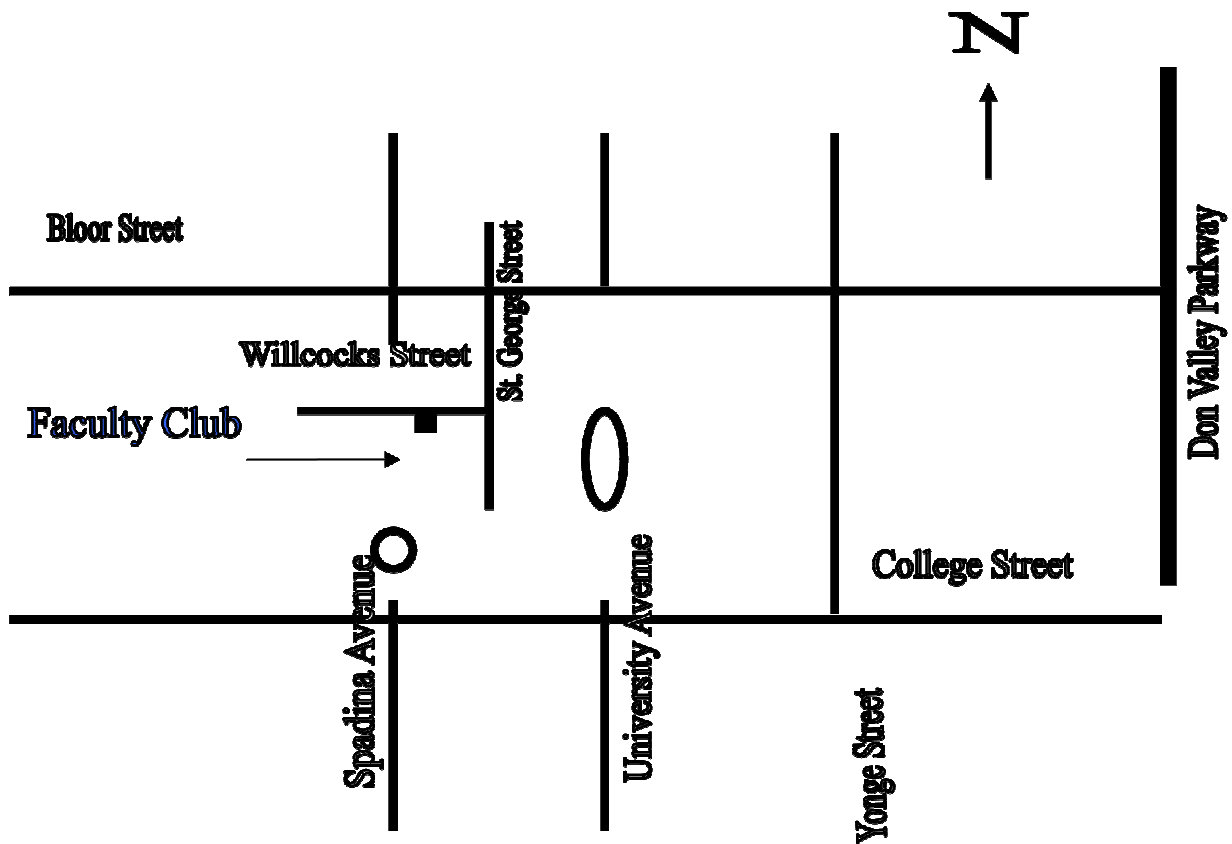 N
Bloor Street
St. George Street
Don Valley Parkway
Willcocks Street
Faculty Club
College Street
Spadina Avenue
University Avenue
Yonge Street